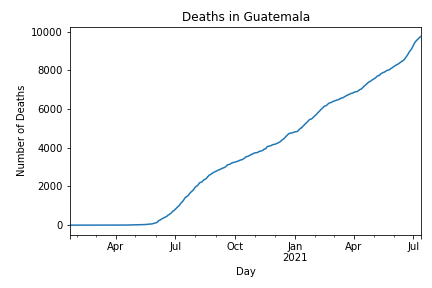 Deaths in Guatemala
10000
8000
6000
4000
2000
0
Number of Deaths
Apr Jul Oct Jan Apr Jul
2021
Day